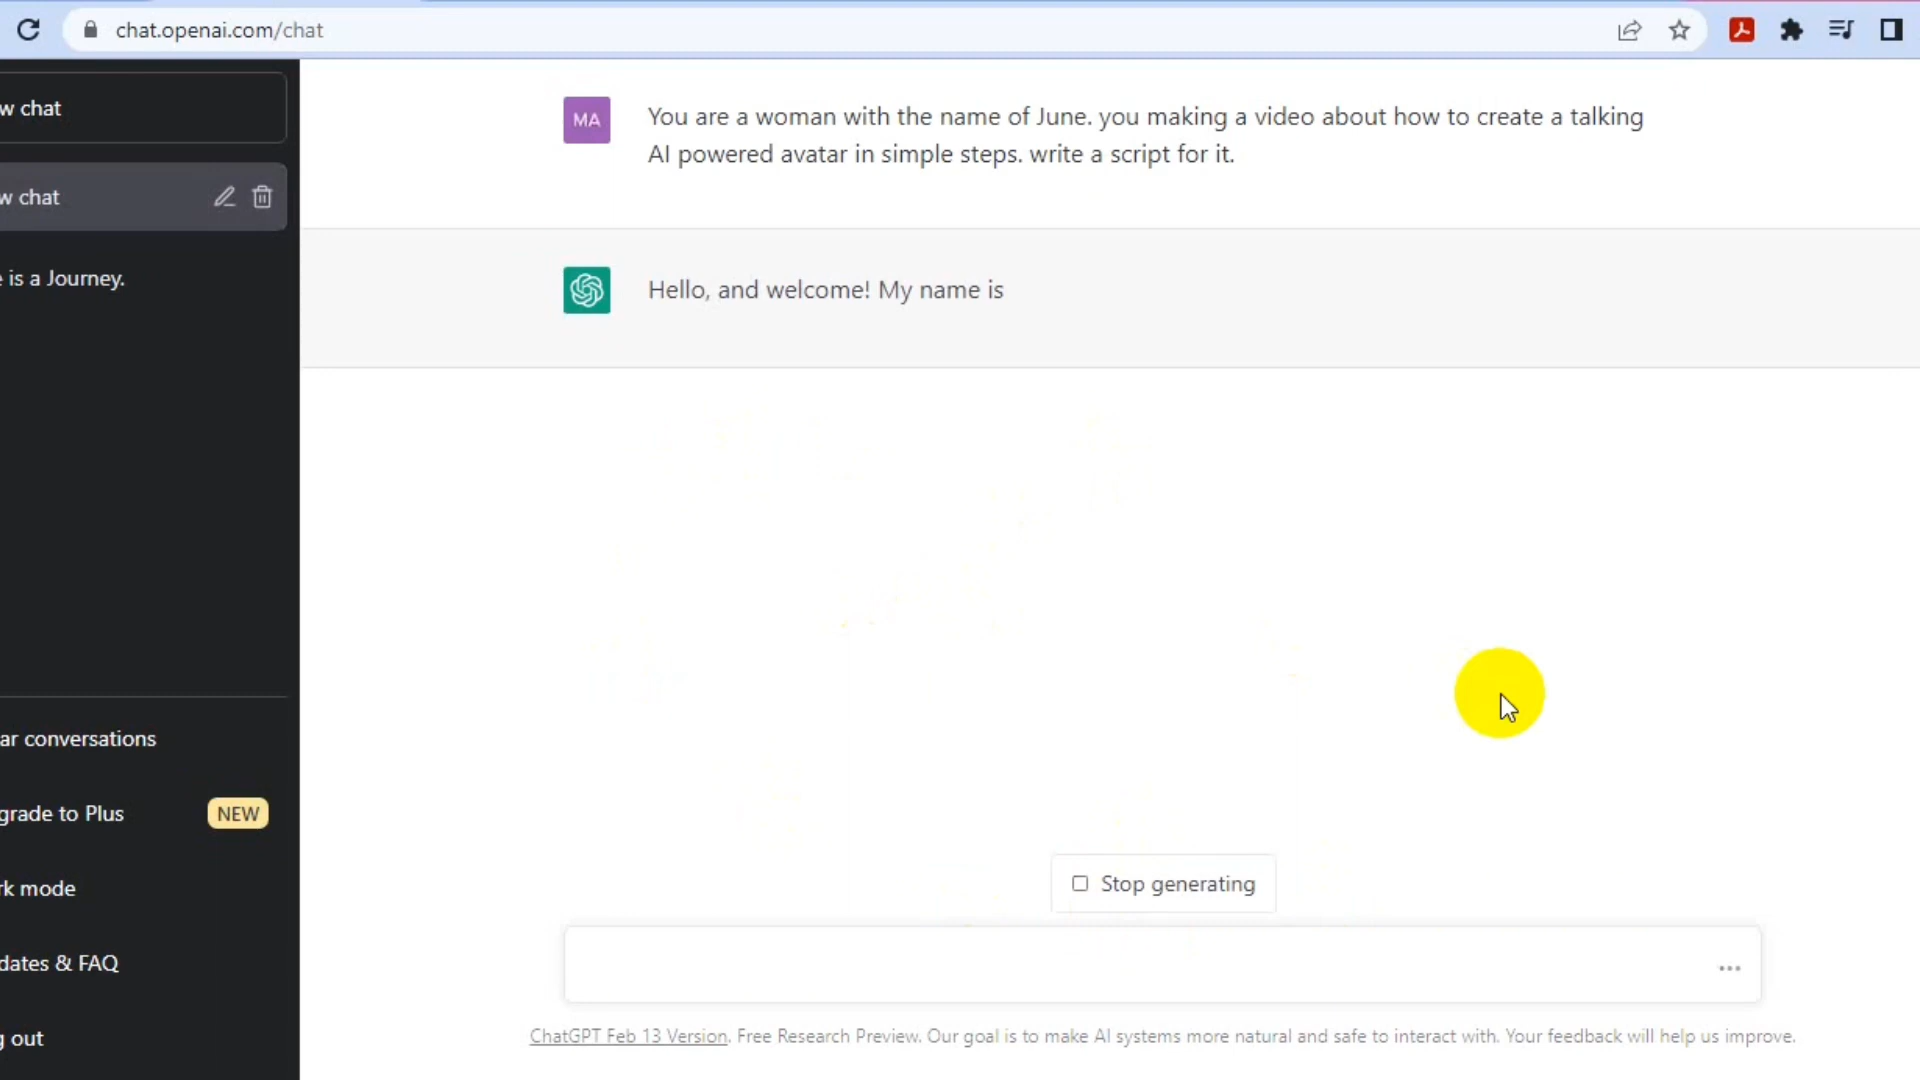 chat.openai.com/chat
w chat
w chat
e is a Journey.
ar conversations
grade to Plus
NEW
rk mode
dates & FAQ
g out
MA
You are a woman with the name of June. you making a video about how to create a talking
AI powered avatar in simple steps. write a script for it.
Hello, and welcome! My name is
Stop generating
ChatGPT Feb 13 Version. Free Research Preview. Our goal is to make AI systems more natural and safe to interact with. Your feedback will help us improve.